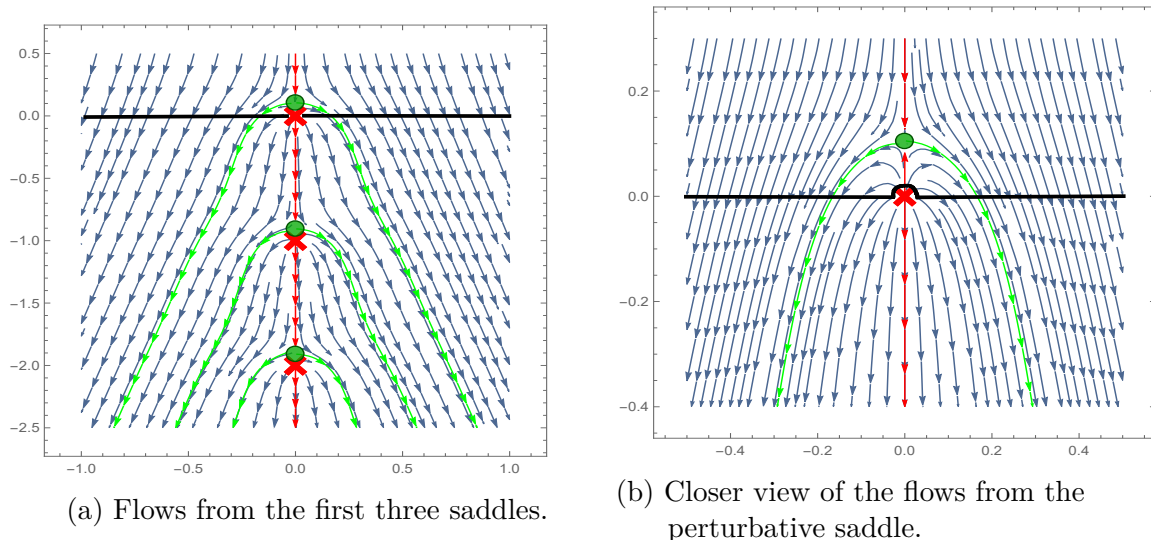 0.5
0.0
−0.5
−1.0
−1.5
−2.0
−2.5
−1.0 −0.5 0.0 0.5 1.0
(a) Flows from the first three saddles.
0.2
0.0
−0.2
−0.4
−0.4 −0.2 0.0 0.2 0.4
(b) Closer view of the flows from the
perturbative saddle.